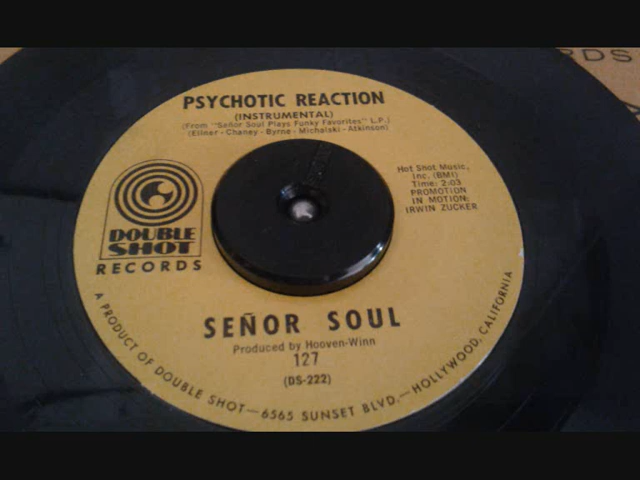 PSYCHOTIC REACTION
(INSTRUMENTAL)
(From "Señor Soul Plays Funky Favorites" L.P.)
(Ellner - Chaney - Byrne - Michalski - Atkinson)
Hot Shot Music,
Inc. (BMI)
Time: 2:03
PROMOTION
IN MOTION:
IRWIN ZUCKER
DOUBLE
SHOT
RECORDS
SEÑOR SOUL
Produced by Hooven-Winn
127
(DS-222)
A PRODUCT OF DOUBLE SHOT—6565 SUNSET BLVD.—HOLLYWOOD, CALIFORNIA